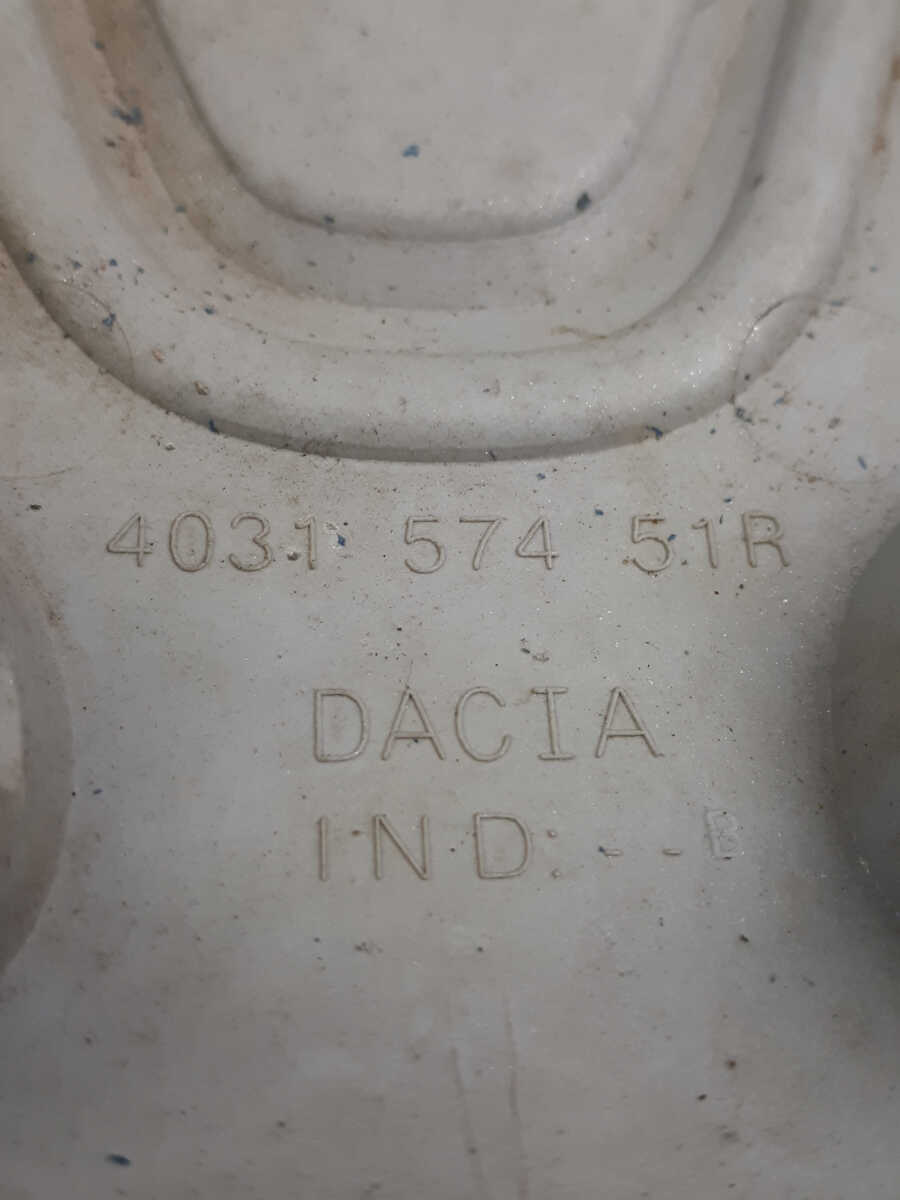 4031 574 51R
DACIA
IND:--B